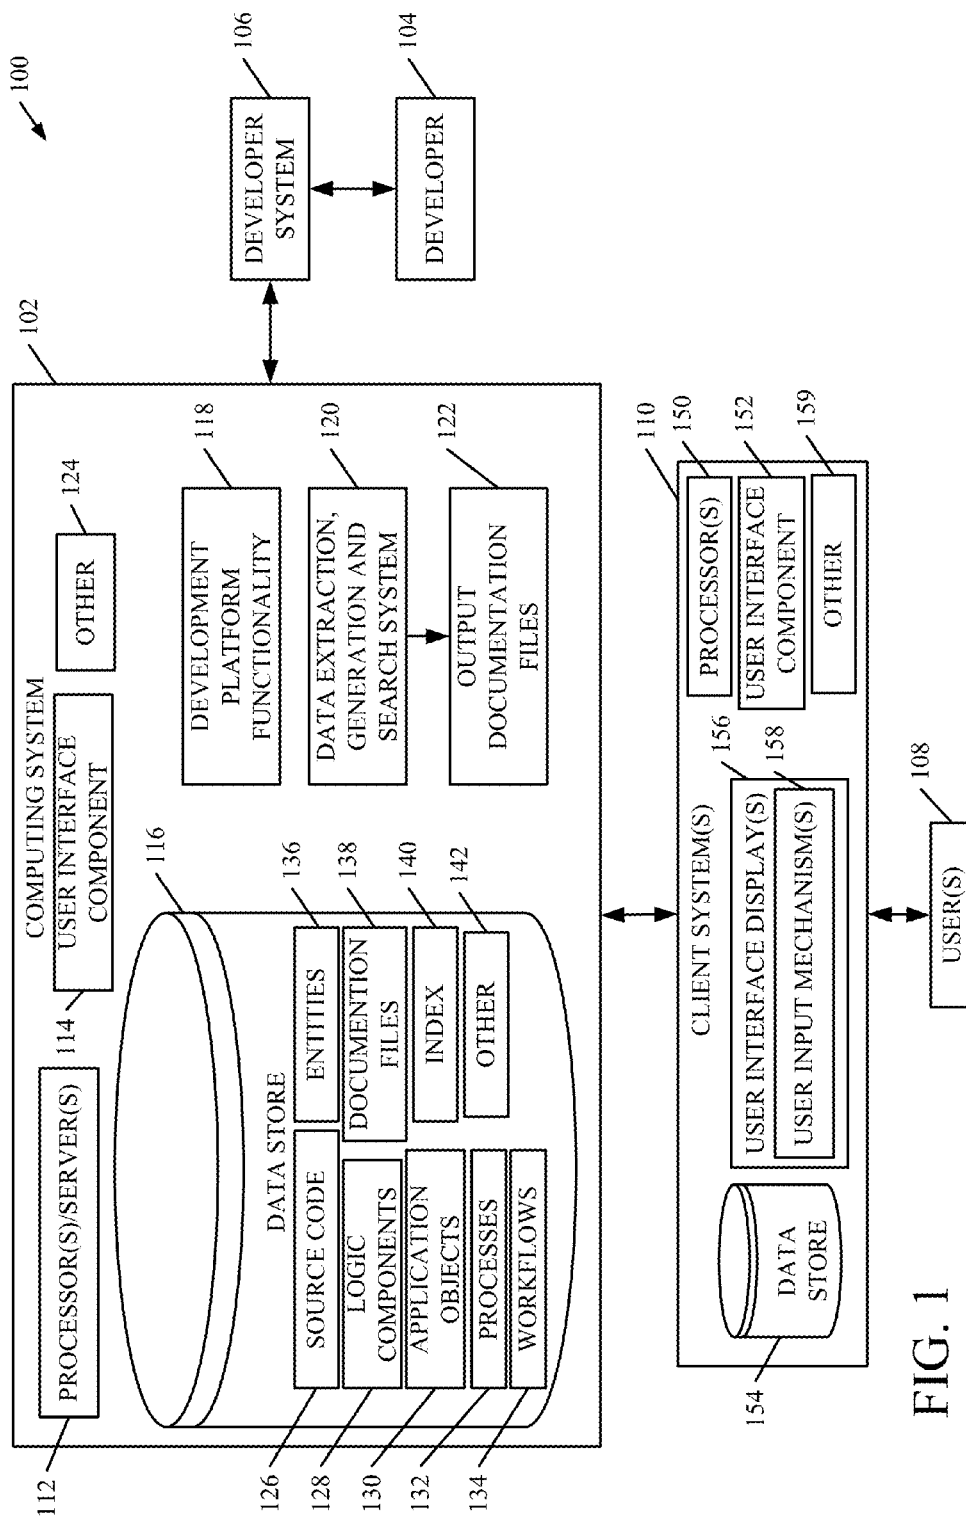 100
102
COMPUTING SYSTEM
112
PROCESSOR(S)/SERVER(S)
114
USER INTERFACE
COMPONENT
OTHER
124
116
DATA STORE
126
SOURCE CODE
ENTITIES
136
128
LOGIC
COMPONENTS
DOCUMENTION
FILES
138
130
APPLICATION
OBJECTS
INDEX
140
132
PROCESSES
OTHER
142
134
WORKFLOWS
DEVELOPMENT
PLATFORM
FUNCTIONALITY
118
DATA EXTRACTION,
GENERATION AND
SEARCH SYSTEM
120
OUTPUT
DOCUMENTATION
FILES
122
DEVELOPER
SYSTEM
106
DEVELOPER
104
CLIENT SYSTEM(S)
110
154
DATA
STORE
USER INTERFACE DISPLAY(S)
156
USER INPUT MECHANISM(S)
158
PROCESSOR(S)
150
USER INTERFACE
COMPONENT
152
OTHER
159
USER(S)
108
FIG. 1